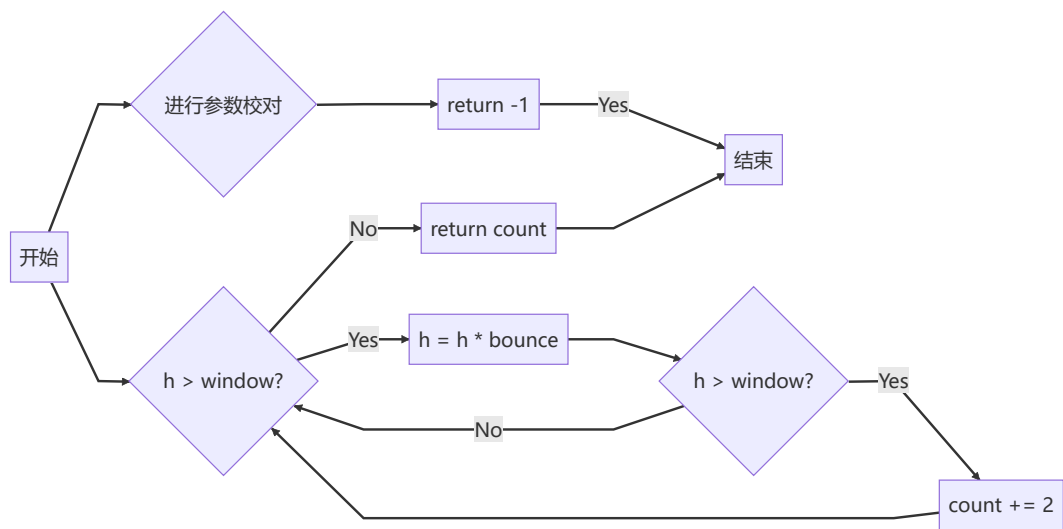 进行参数校对
return -1
Yes
结束
No
return count
开始
Yes
h = h * bounce
h > window?
h > window?
Yes
No
count += 2